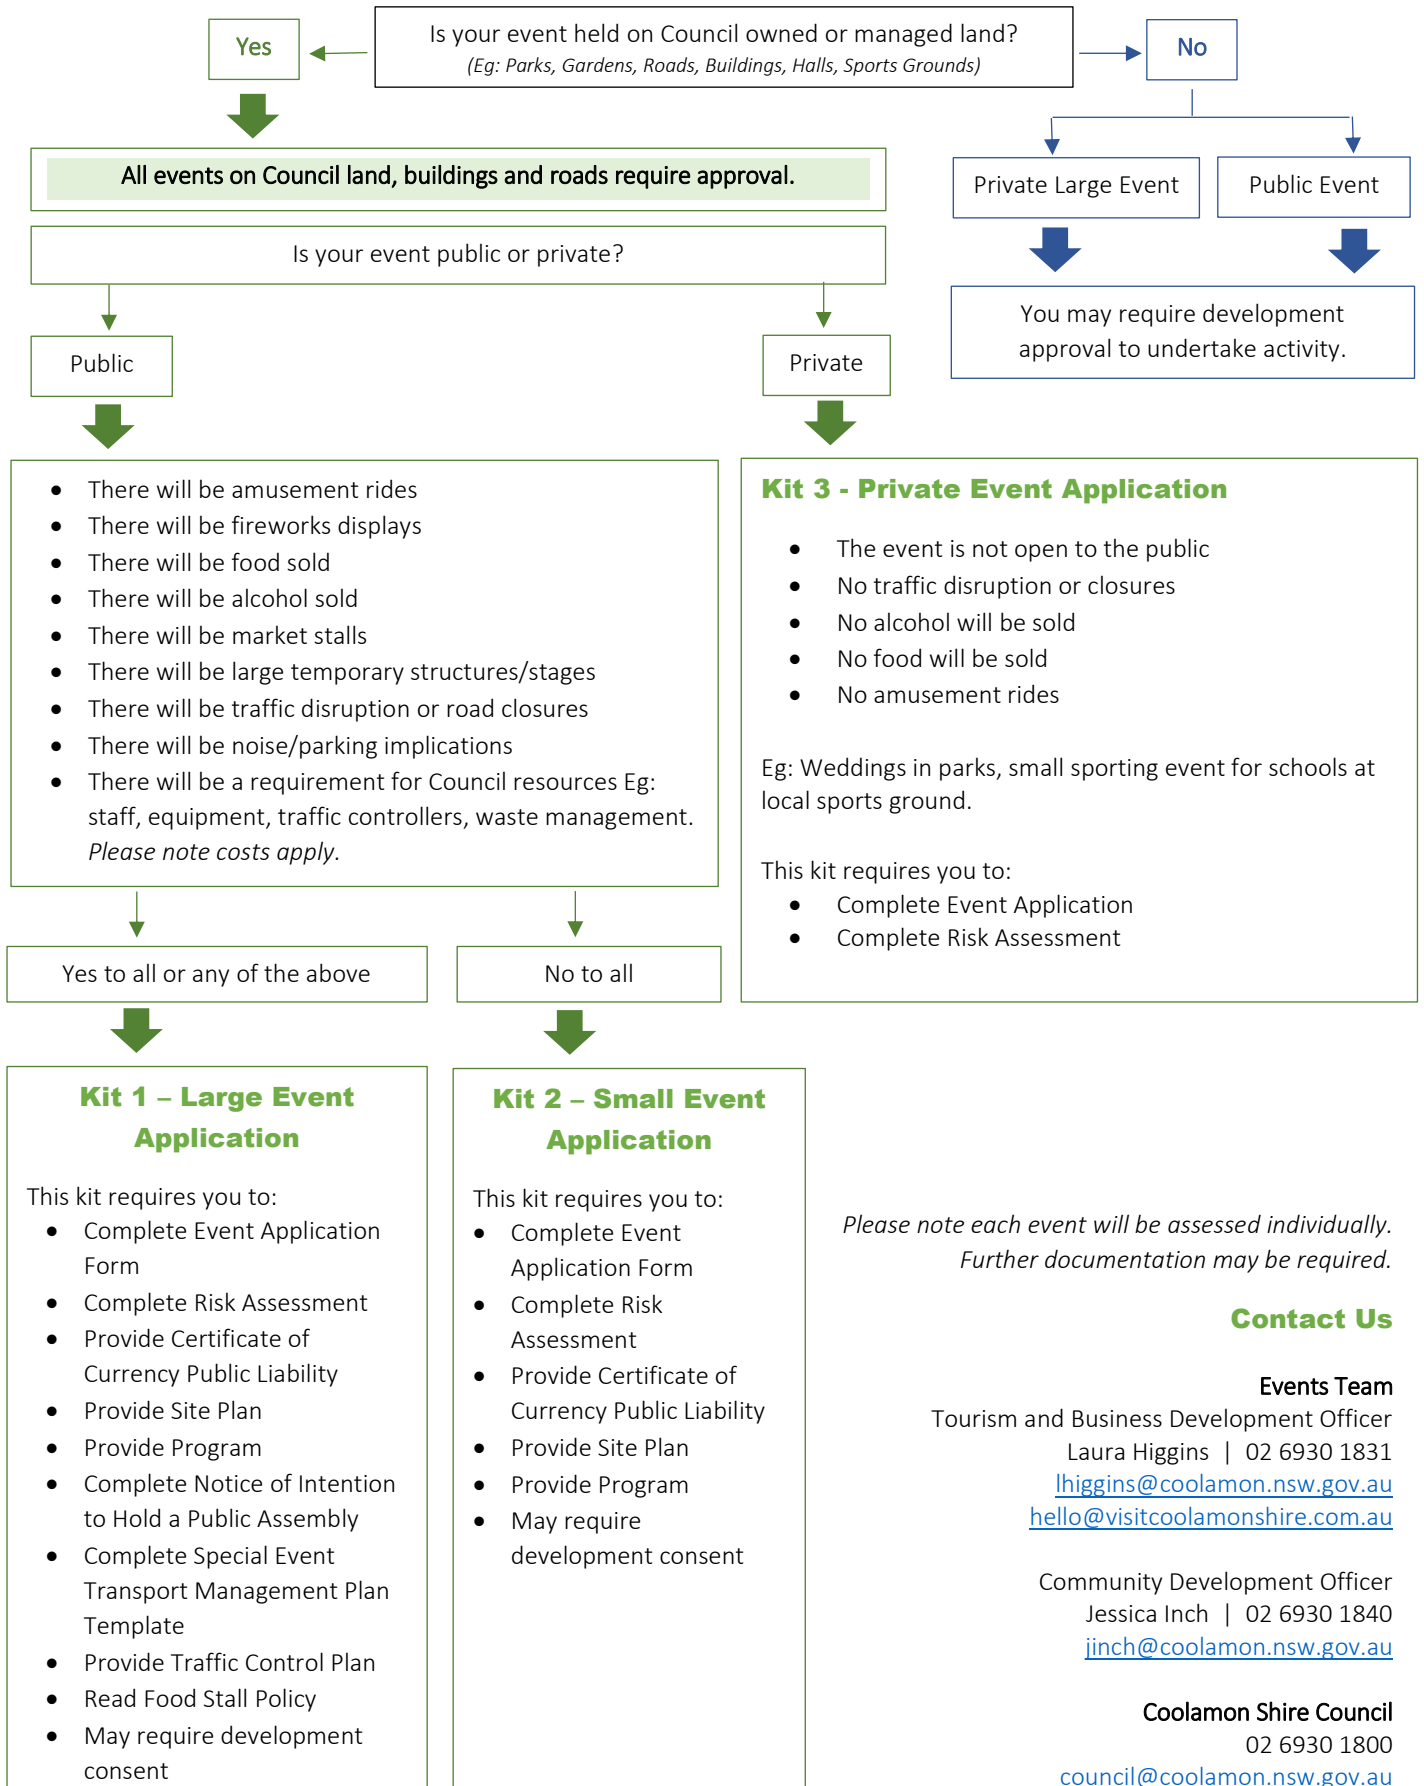 Is your event held on Council owned or managed land?
(Eg: Parks, Gardens, Roads, Buildings, Halls, Sports Grounds)
Yes
No
All events on Council land, buildings and roads require approval.
Is your event public or private?
Private Large Event
Public Event
You may require development
approval to undertake activity.
Public
Private
• There will be amusement rides
• There will be fireworks displays
• There will be food sold
• There will be alcohol sold
• There will be market stalls
• There will be large temporary structures/stages
• There will be traffic disruption or road closures
• There will be noise/parking implications
• There will be a requirement for Council resources Eg:
staff, equipment, traffic controllers, waste management.
Please note costs apply.
Kit 3 - Private Event Application
• The event is not open to the public
• No traffic disruption or closures
• No alcohol will be sold
• No food will be sold
• No amusement rides
Eg: Weddings in parks, small sporting event for schools at
local sports ground.
This kit requires you to:
• Complete Event Application
• Complete Risk Assessment
Yes to all or any of the above
No to all
Kit 1 – Large Event
Application
This kit requires you to:
• Complete Event Application
Form
• Complete Risk Assessment
• Provide Certificate of
Currency Public Liability
• Provide Site Plan
• Provide Program
• Complete Notice of Intention
to Hold a Public Assembly
• Complete Special Event
Transport Management Plan
Template
• Provide Traffic Control Plan
• Read Food Stall Policy
• May require development
consent
Kit 2 – Small Event
Application
This kit requires you to:
• Complete Event
Application Form
• Complete Risk
Assessment
• Provide Certificate of
Currency Public Liability
• Provide Site Plan
• Provide Program
• May require
development consent
Please note each event will be assessed individually.
Further documentation may be required.
Contact Us
Events Team
Tourism and Business Development Officer
Laura Higgins | 02 6930 1831
lhiggins@coolamon.nsw.gov.au
hello@visitcoolamonshire.com.au
Community Development Officer
Jessica Inch | 02 6930 1840
jinch@coolamon.nsw.gov.au
Coolamon Shire Council
02 6930 1800
council@coolamon.nsw.gov.au